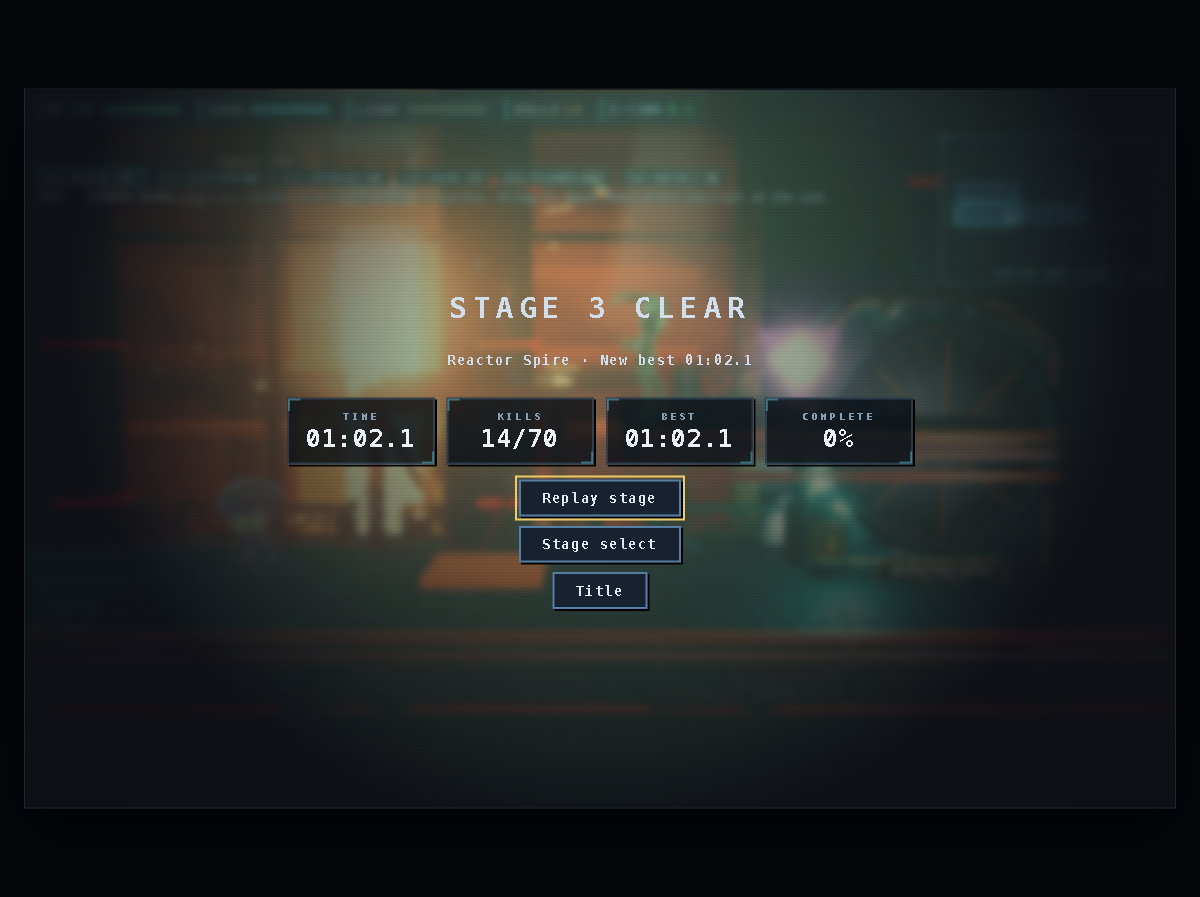 STAGE 3 CLEAR
Reactor Spire · New best 01:02.1
TIME
01:02.1
KILLS
14/70
BEST
01:02.1
COMPLETE
0%
Replay stage
Stage select
Title